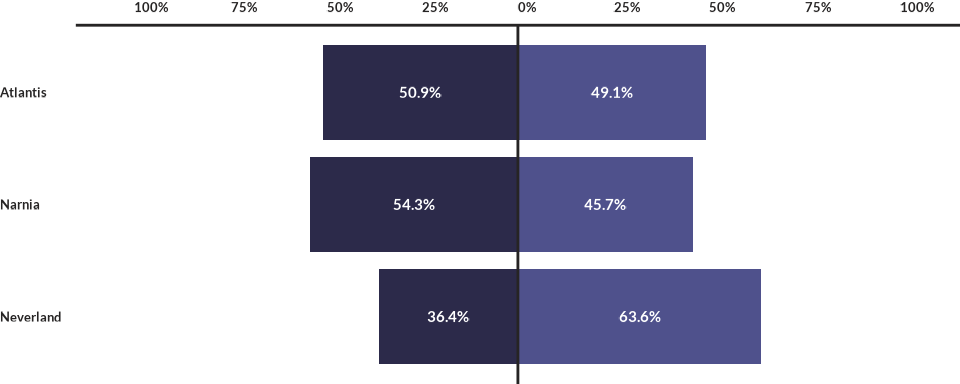 100% 75% 50% 25% 0% 25% 50% 75% 100%
Atlantis 50.9% 49.1%
Narnia 54.3% 45.7%
Neverland 36.4% 63.6%